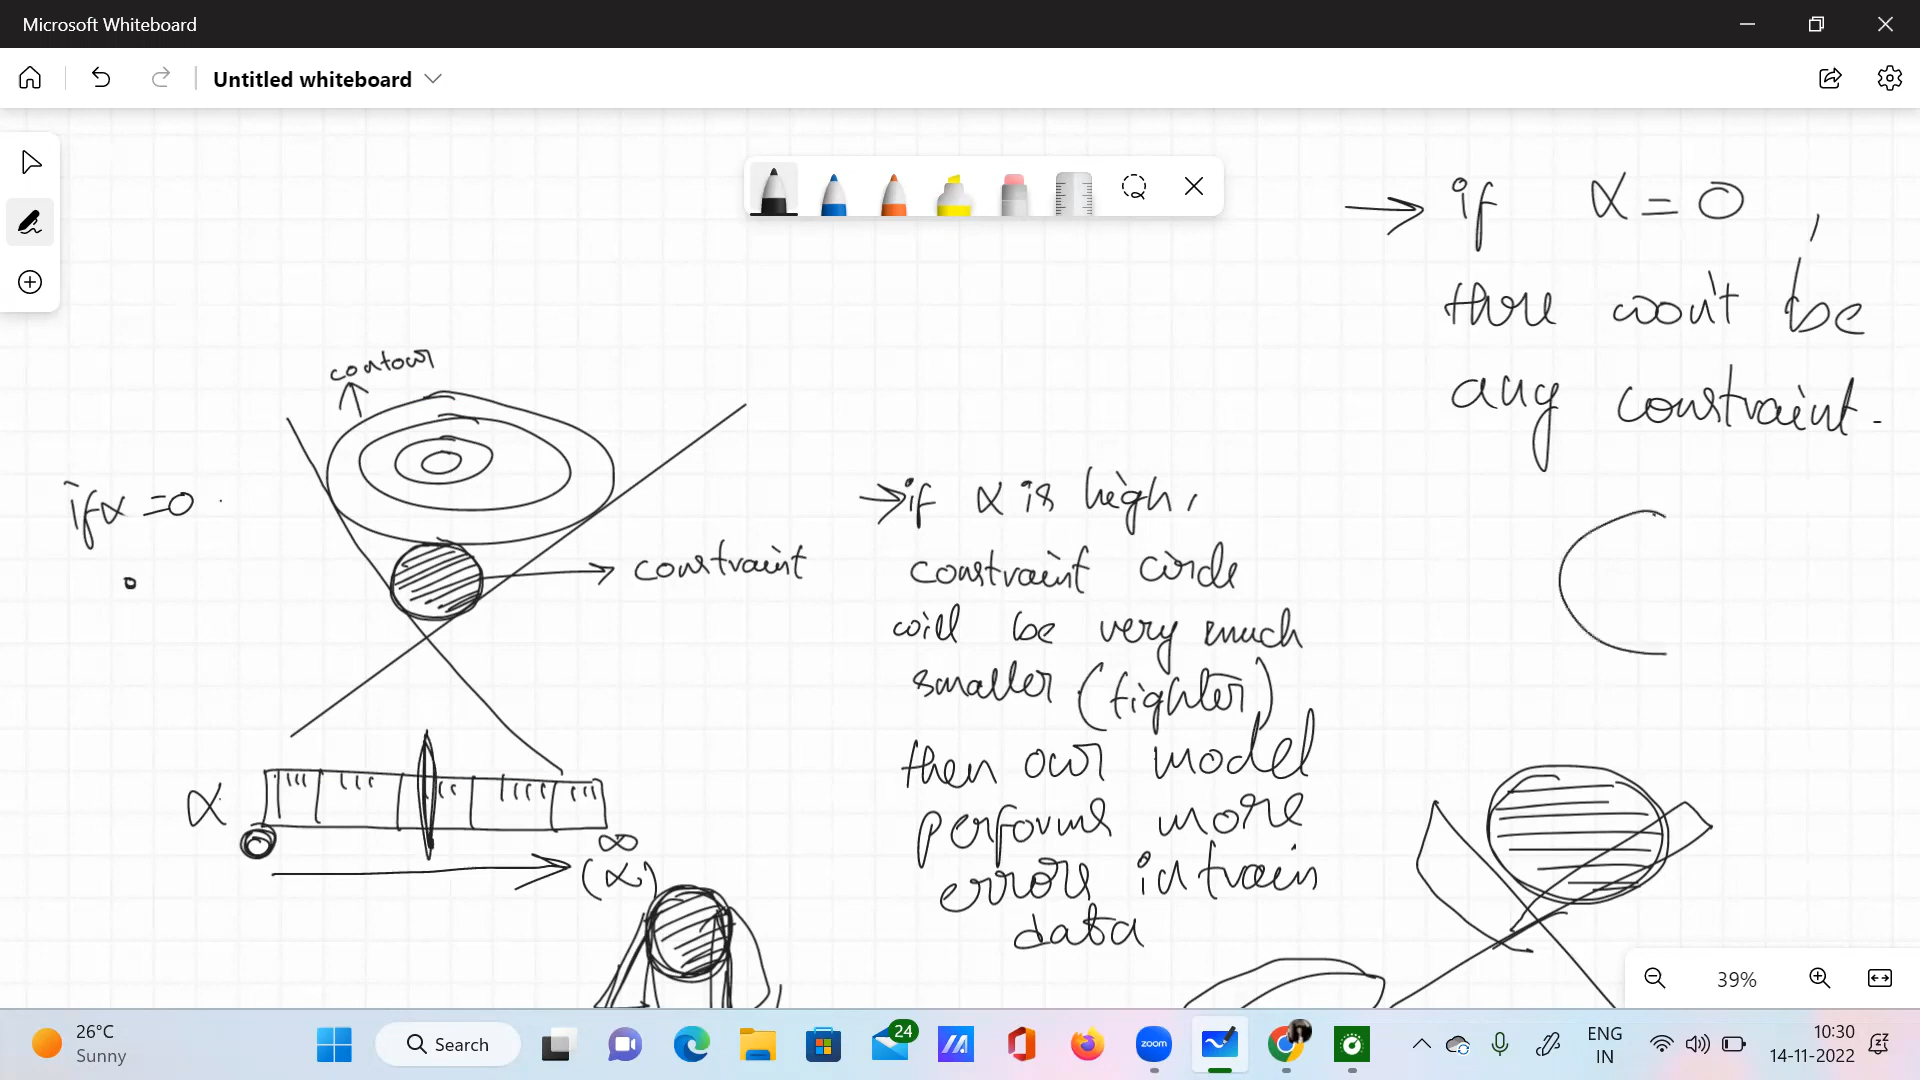 Microsoft Whiteboard
Untitled whiteboard
→ if α = 0 ,
there won't be
any constraint.
contour
if α = 0
constraint
→ if α is high,
constraint circle
will be very much
smaller (tighter)
then our model
performs more
errors in train
data
α
∞
(α)
39%
26°C
Sunny
Search
24
zoom
ENG
IN
10:30
14-11-2022